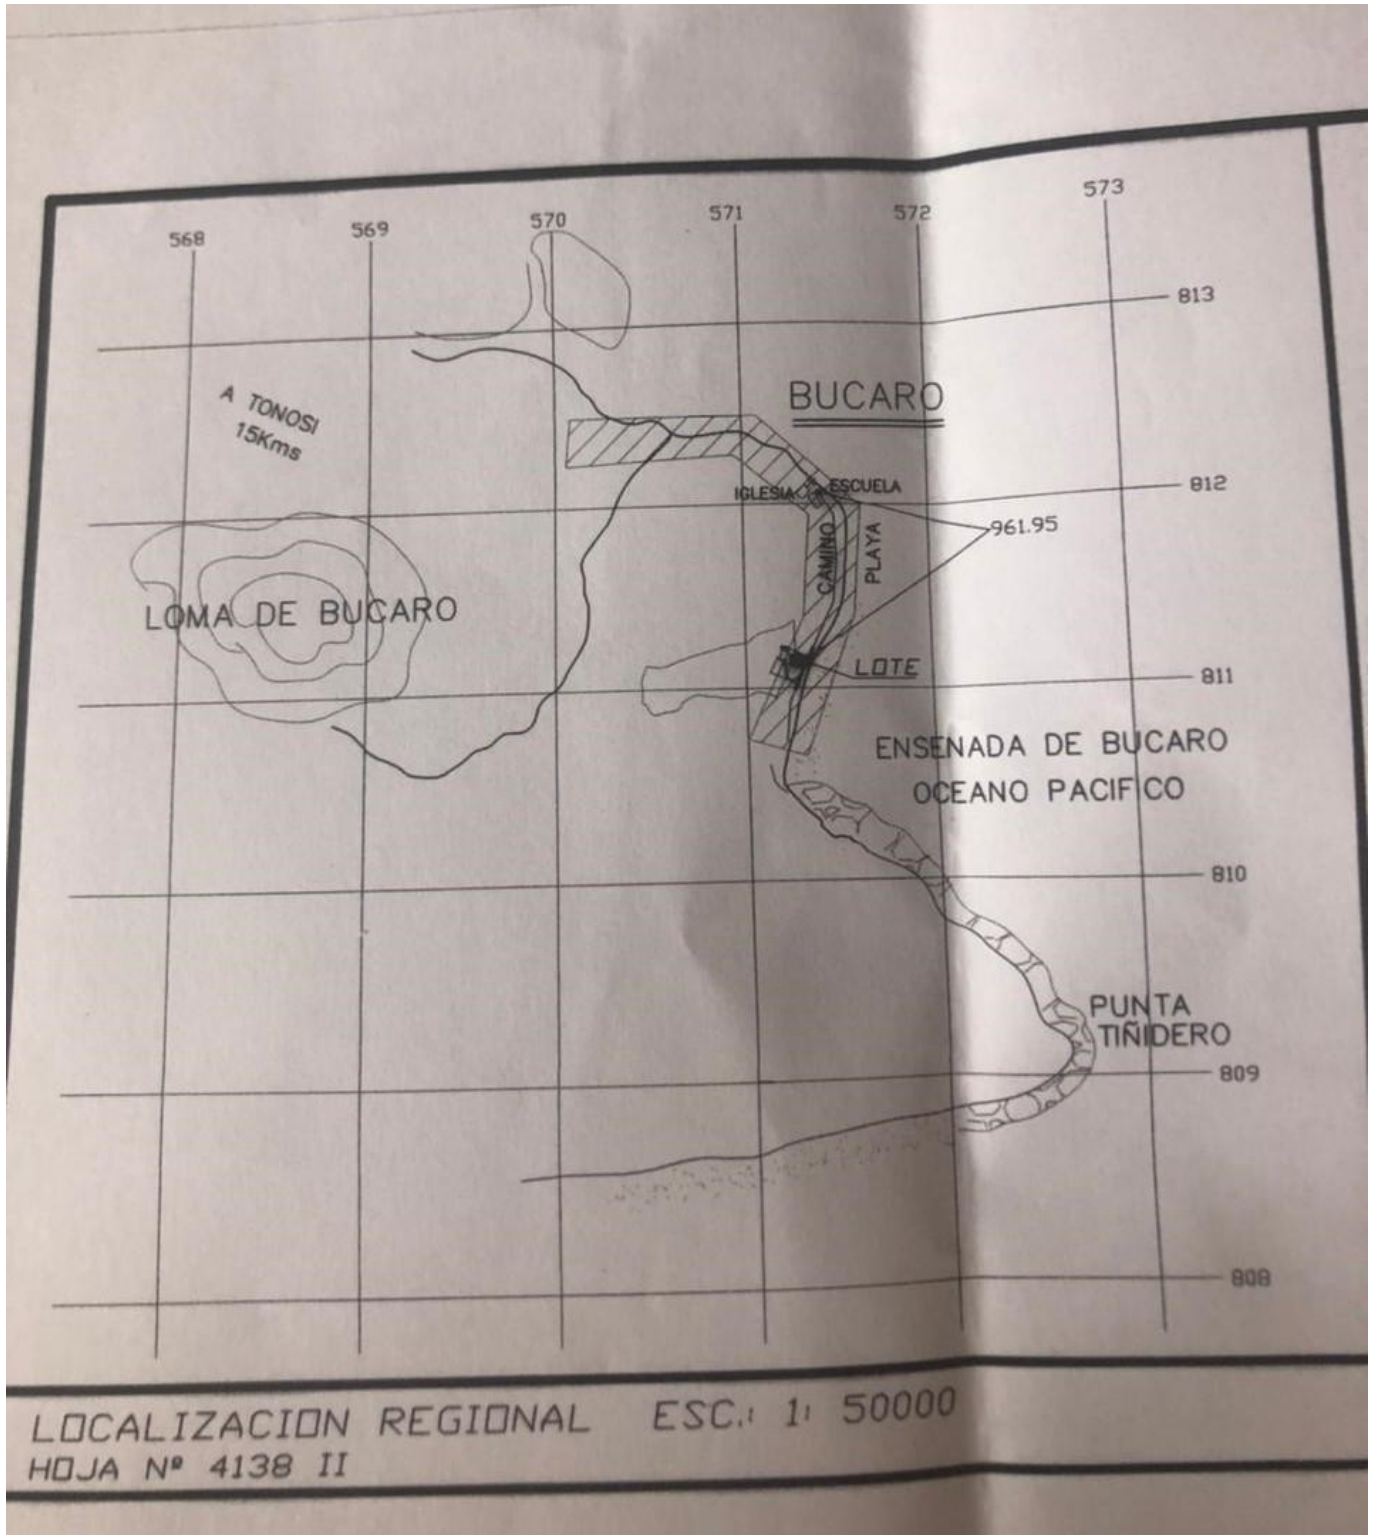 573
572
571
570
569
568
813
A TONOSI
15Kms
BUCARO
812
IGLESIA
ESCUELA
961.95
CAMINO
PLAYA
LOMA DE BUCARO
LOTE
811
ENSENADA DE BUCARO
OCEANO PACIFICO
810
PUNTA
TIÑIDERO
809
808
LOCALIZACION REGIONAL ESC.: 1: 50000
HOJA Nº 4138 II